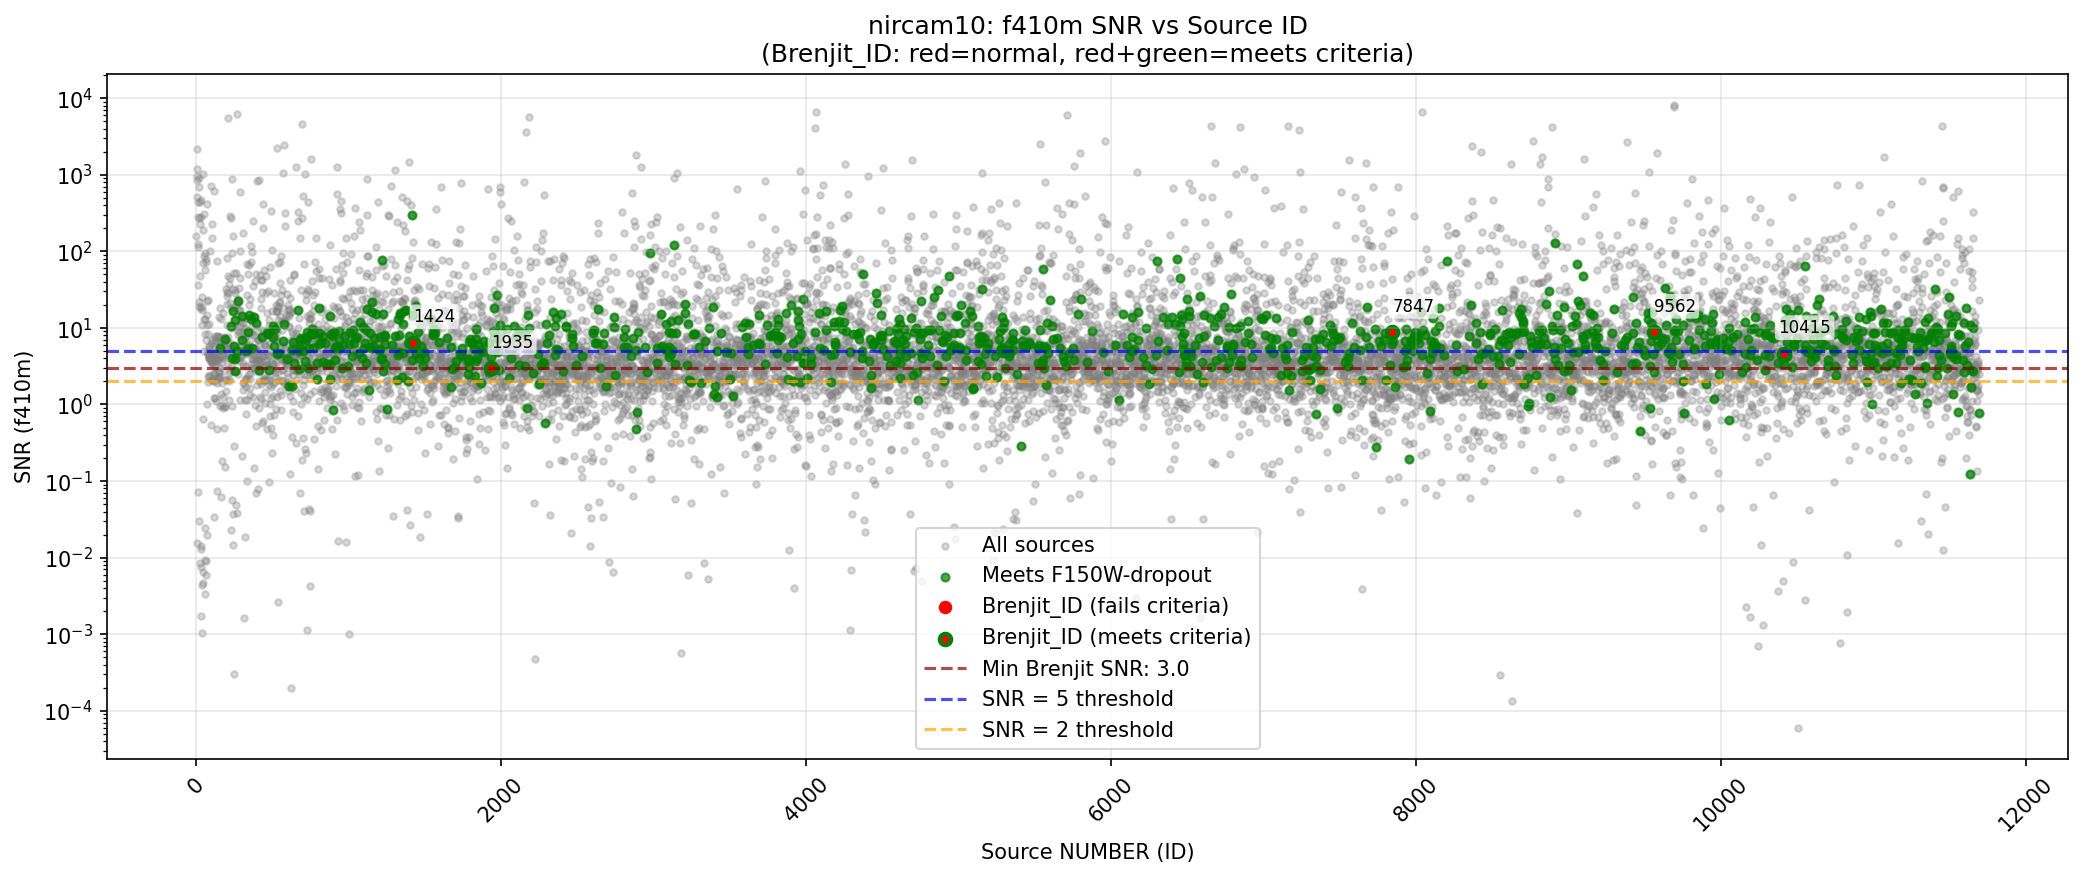 nircam10: f410m SNR vs Source ID
(Brenjit_ID: red=normal, red+green=meets criteria)
SNR (f410m)
10⁴
10³
10²
10¹
10⁰
10⁻¹
10⁻²
10⁻³
10⁻⁴
1424
1935
7847
9562
10415
All sources
Meets F150W-dropout
Brenjit_ID (fails criteria)
Brenjit_ID (meets criteria)
Min Brenjit SNR: 3.0
SNR = 5 threshold
SNR = 2 threshold
0
2000
4000
6000
8000
10000
12000
Source NUMBER (ID)